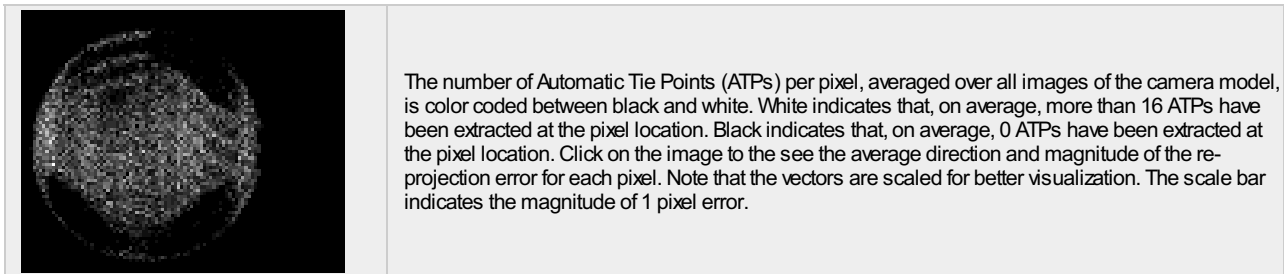 The number of Automatic Tie Points (ATPs) per pixel, averaged over all images of the camera model,
is color coded between black and white. White indicates that, on average, more than 16 ATPs have
been extracted at the pixel location. Black indicates that, on average, 0 ATPs have been extracted at
the pixel location. Click on the image to the see the average direction and magnitude of the re-
projection error for each pixel. Note that the vectors are scaled for better visualization. The scale bar
indicates the magnitude of 1 pixel error.